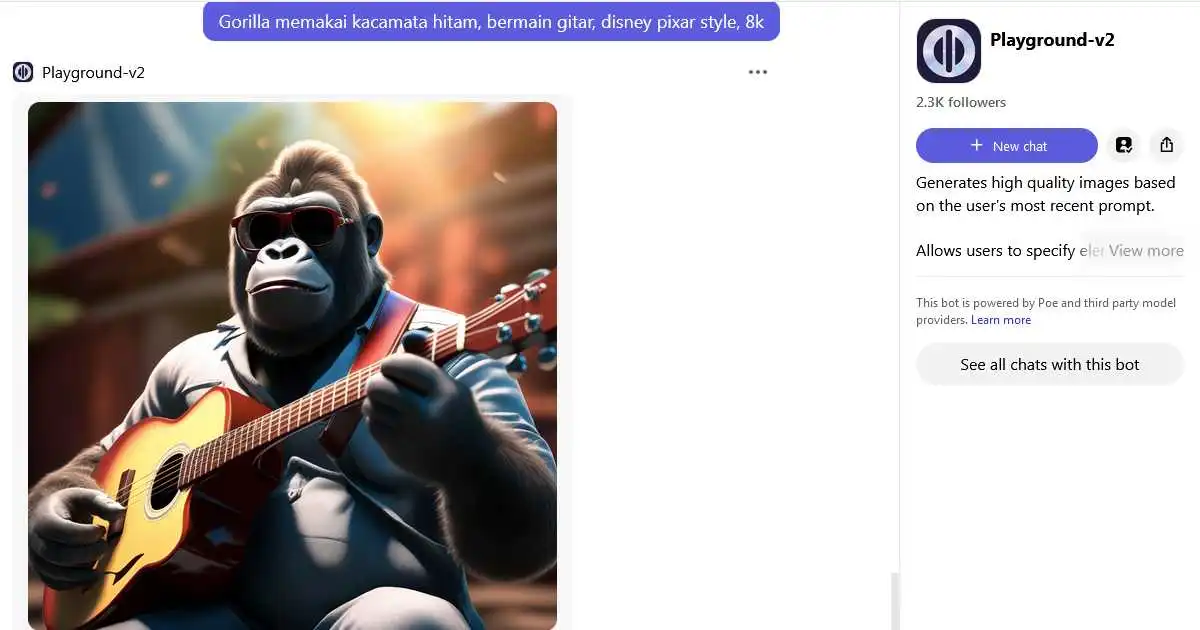 Gorilla memakai kacamata hitam, bermain gitar, disney pixar style, 8k
Playground-v2
Playground-v2
2.3K followers
New chat
Generates high quality images based
on the user's most recent prompt.
Allows users to specify
View more
This bot is powered by Poe and third party model
providers. Learn more
See all chats with this bot